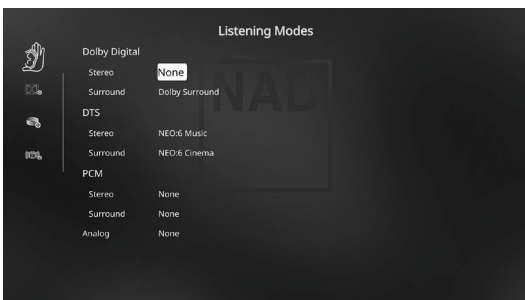 Listening Modes
Dolby Digital
Stereo None
Surround Dolby Surround
DTS
Stereo NEO:6 Music
Surround NEO:6 Cinema
PCM
Stereo None
Surround None
Analog None
NAD